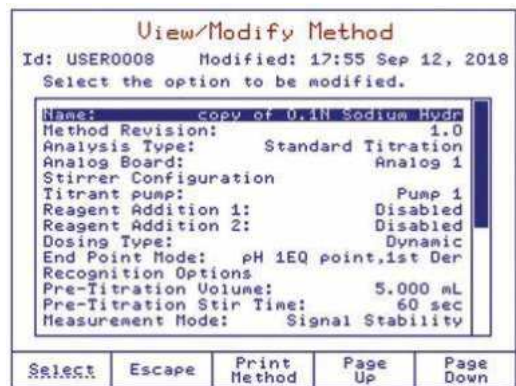 View/Modify Method
Id: USER0008 Modified: 17:55 Sep 12, 2018
Select the option to be modified.
Name: copy of 0.1N Sodium Hydr
Method Revision: 1.0
Analysis Type: Standard Titration
Analog Board: Analog 1
Stirrer Configuration
Titrant pump: Pump 1
Reagent Addition 1: Disabled
Reagent Addition 2: Disabled
Dosing Type: Dynamic
End Point Mode: pH 1EQ point,1st Der
Recognition Options
Pre-Titration Volume: 5.000 mL
Pre-Titration Stir Time: 60 sec
Measurement Mode: Signal Stability
Select Escape Print Method Page Up Page Down